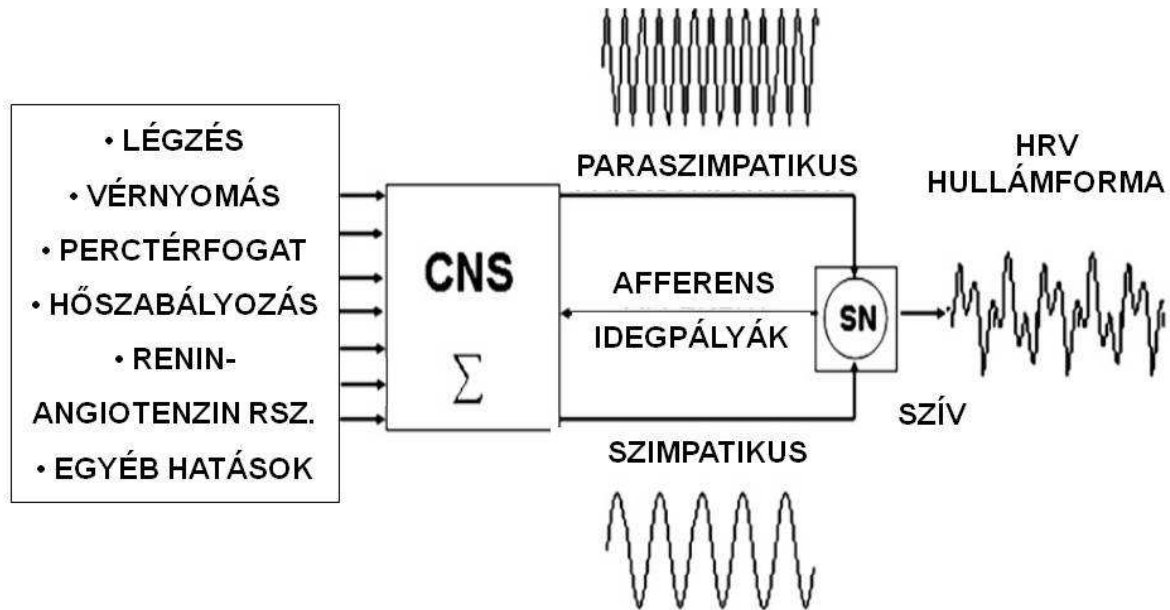 • LÉGZÉS
• VÉRNYOMÁS
• PERCTÉRFOGAT
• HŐSZABÁLYOZÁS
• RENIN-
ANGIOTENZIN RSZ.
• EGYÉB HATÁSOK
CNS
∑
PARASZIMPATIKUS
AFFERENS
IDEGPÁLYÁK
SZIMPATIKUS
SN
SZÍV
HRV
HULLÁMFORMA